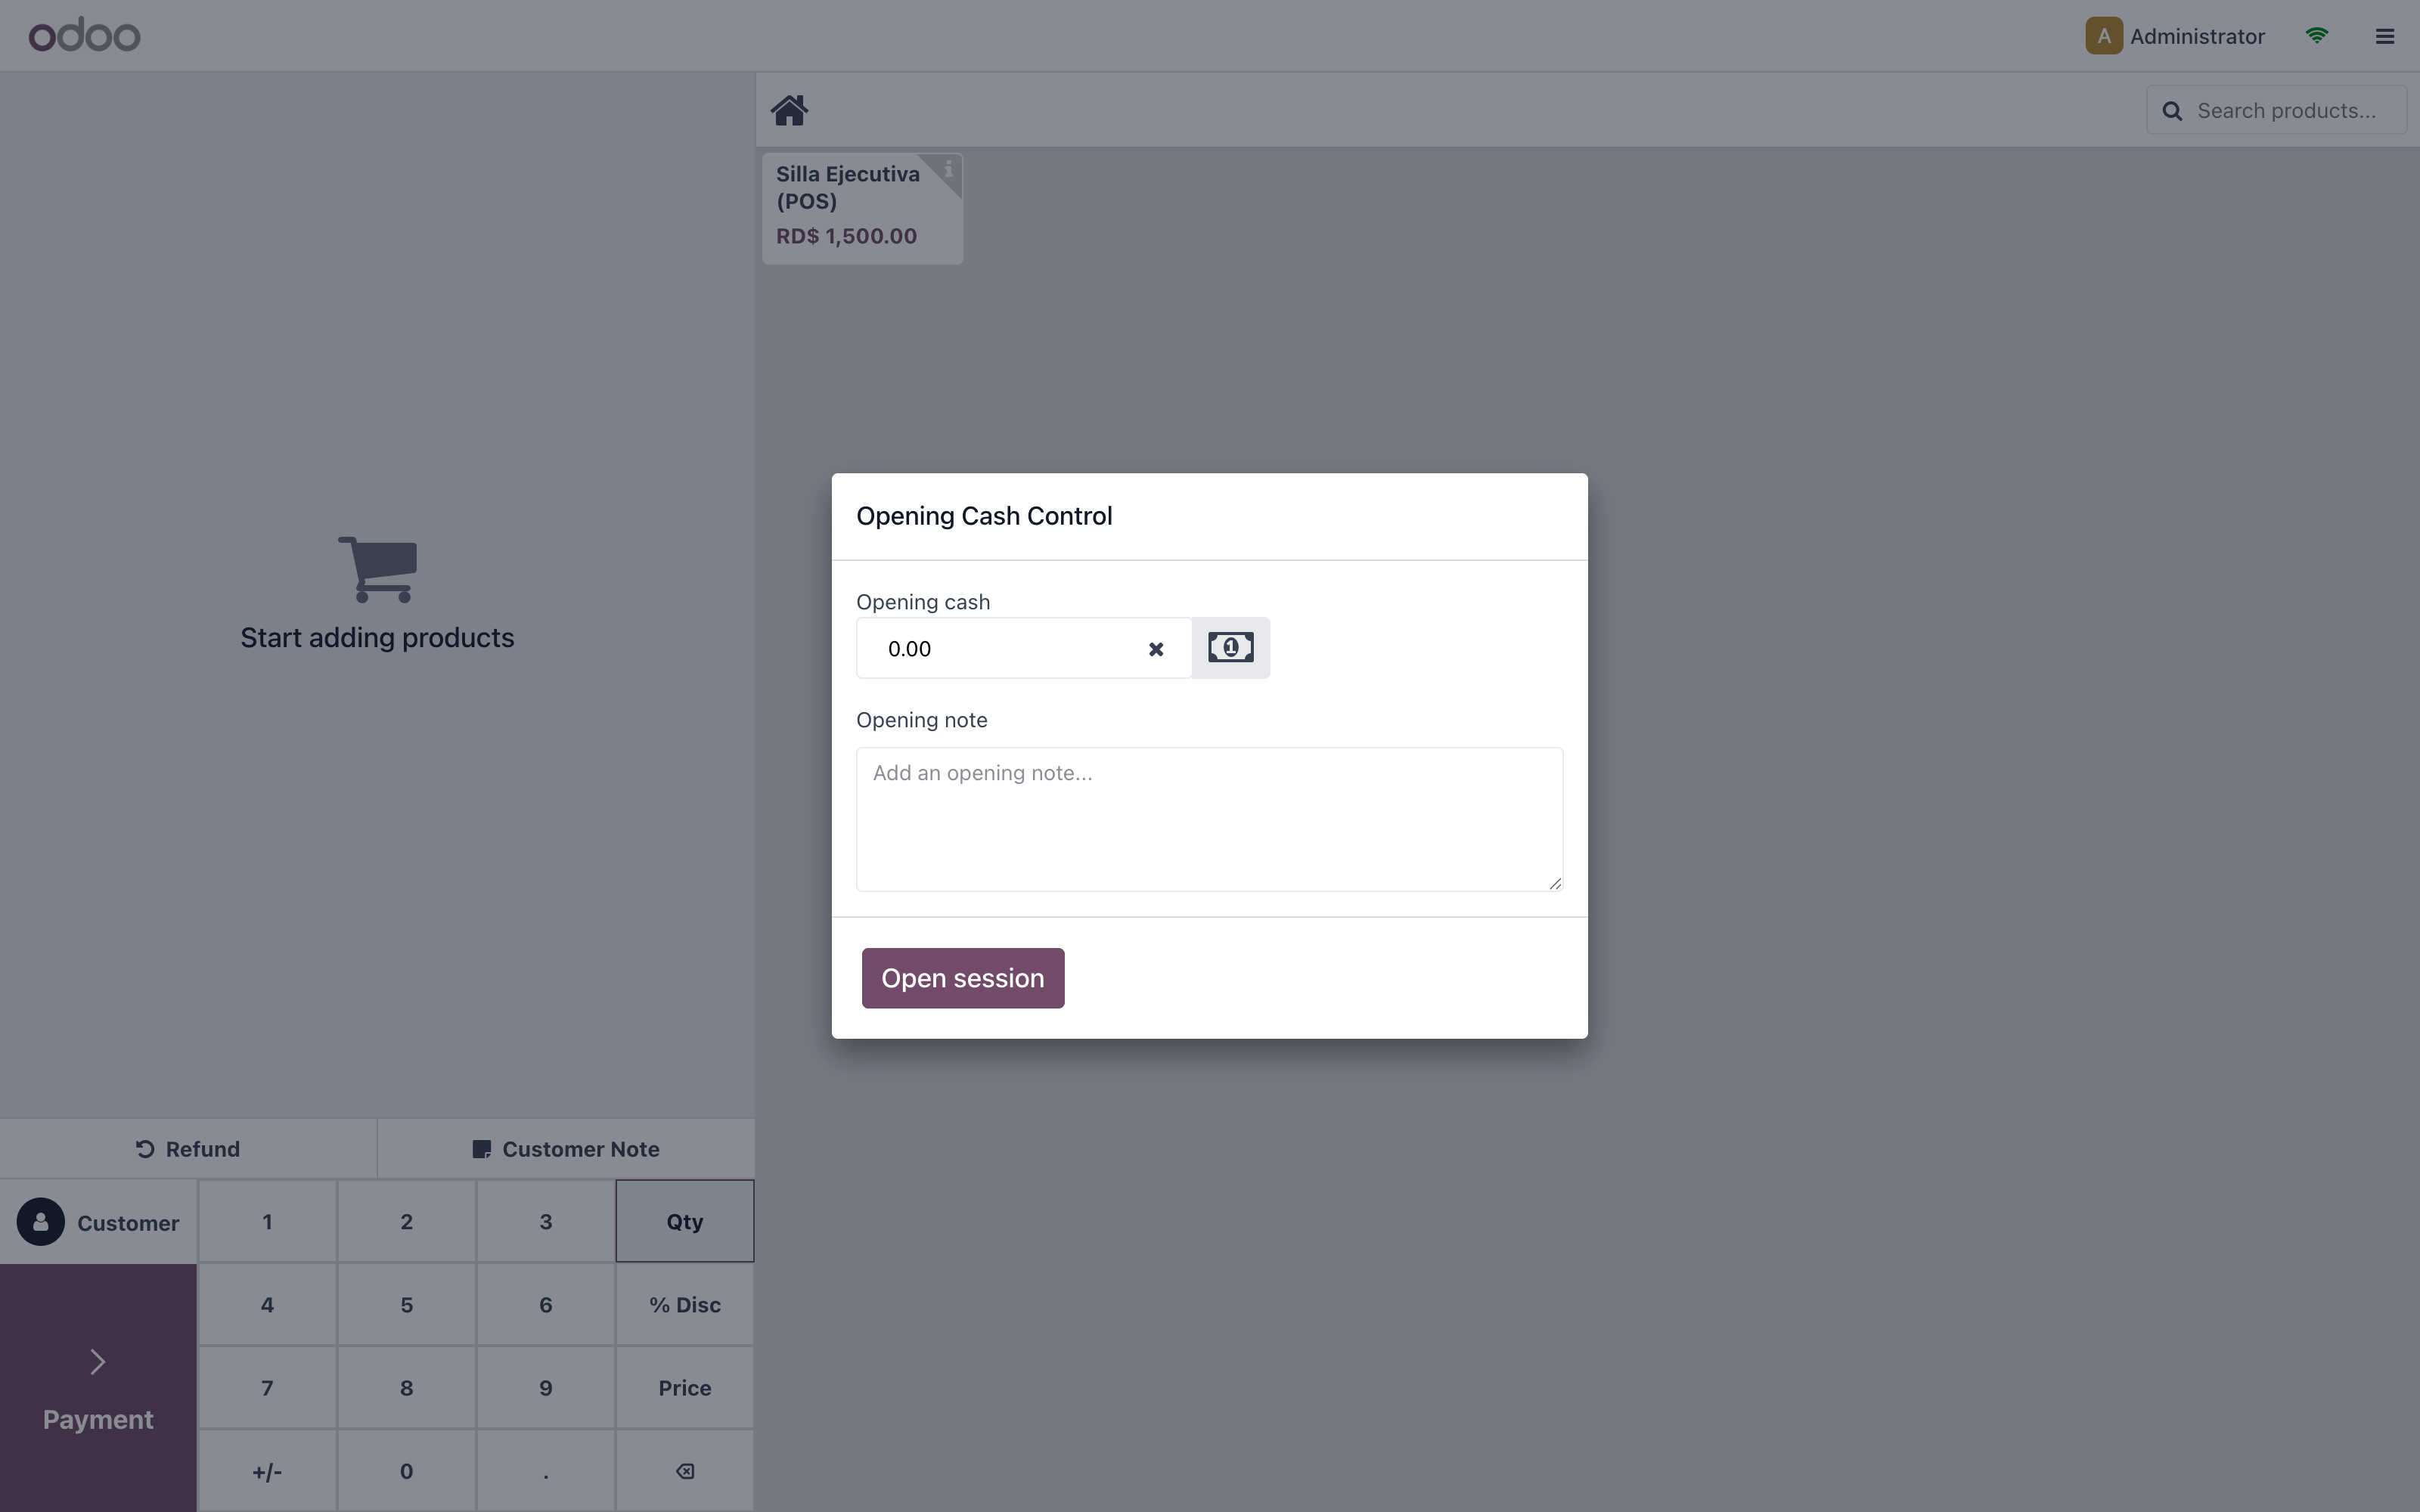 odoo
A Administrator
Search products...
Silla Ejecutiva
(POS)
RD$ 1,500.00
Start adding products
Opening Cash Control
Opening cash
0.00
Opening note
Add an opening note...
Open session
Refund
Customer Note
Customer
1 2 3 Qty
4 5 6 % Disc
7 8 9 Price
Payment
+/- 0 .